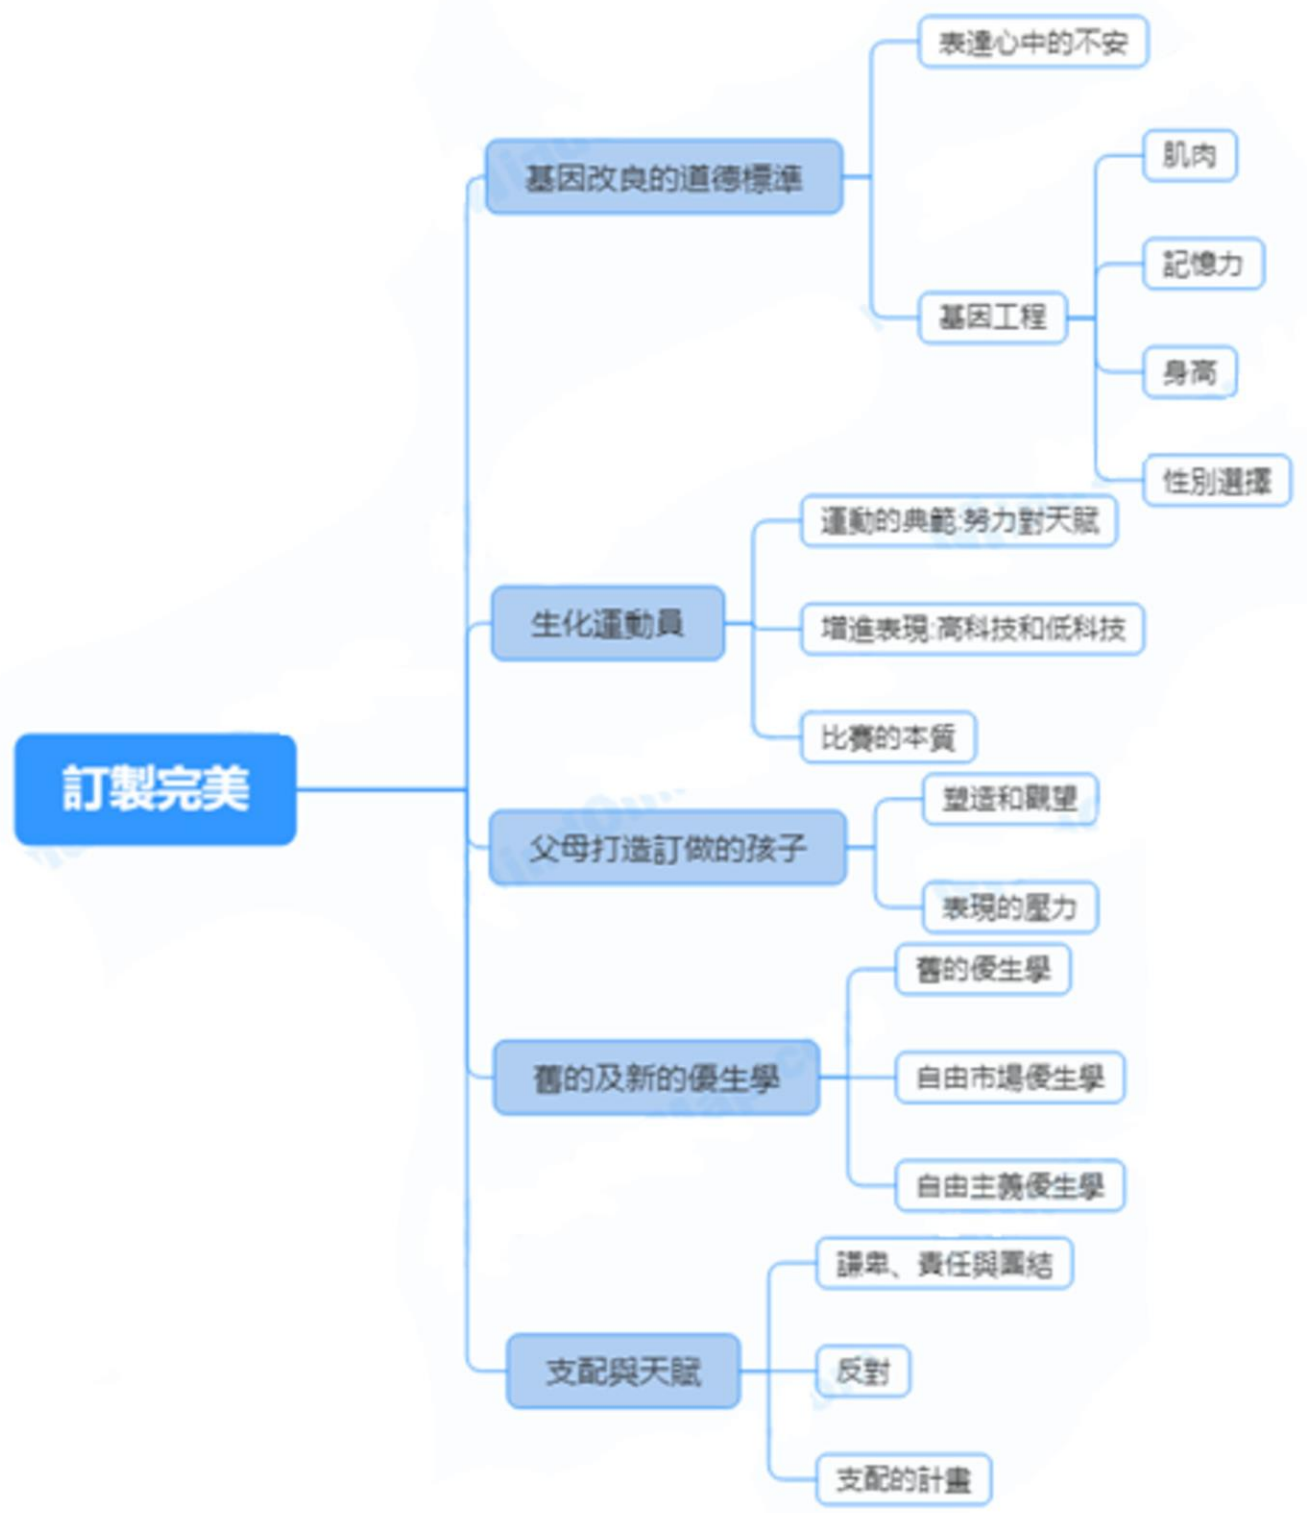 訂製完美
基因改良的道德標準
表達心中的不安
基因工程
肌肉
記憶力
身高
性別選擇
生化運動員
運動的典範:努力對天賦
增進表現:高科技和低科技
比賽的本質
父母打造訂做的孩子
塑造和觀望
表現的壓力
舊的及新的優生學
舊的優生學
自由市場優生學
自由主義優生學
支配與天賦
謙卑、責任與團結
反對
支配的計畫